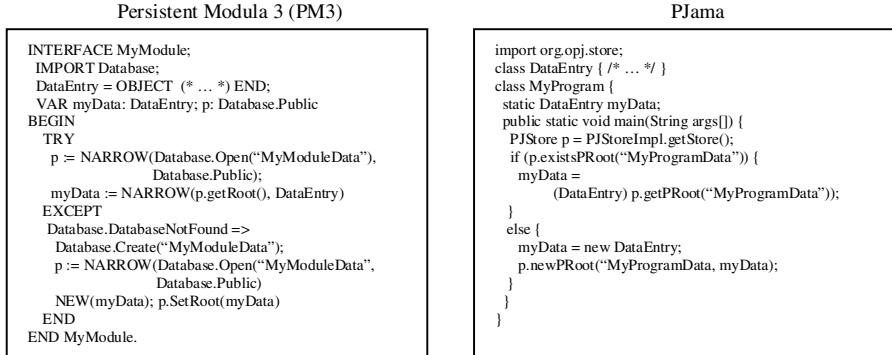 Persistent Modula 3 (PM3)
INTERFACE MyModule;
IMPORT Database;
DataEntry = OBJECT (* … *) END;
VAR myData: DataEntry; p: Database.Public
BEGIN
TRY
p := NARROW(Database.Open(“MyModuleData”),
Database.Public);
myData := NARROW(p.getRoot(), DataEntry)
EXCEPT
Database.DatabaseNotFound =>
Database.Create(“MyModuleData”);
p := NARROW(Database.Open(“MyModuleData”,
Database.Public)
NEW(myData); p.SetRoot(myData)
END
END MyModule.
PJama
import org.opj.store;
class DataEntry { /* … */ }
class MyProgram {
static DataEntry myData;
public static void main(String args[]) {
PJStore p = PJStoreImpl.getStore();
if (p.existsPRoot(“MyProgramData”)) {
myData =
(DataEntry) p.getPRoot(“MyProgramData”));
}
else {
myData = new DataEntry;
p.newPRoot(“MyProgramData, myData);
}
}
}